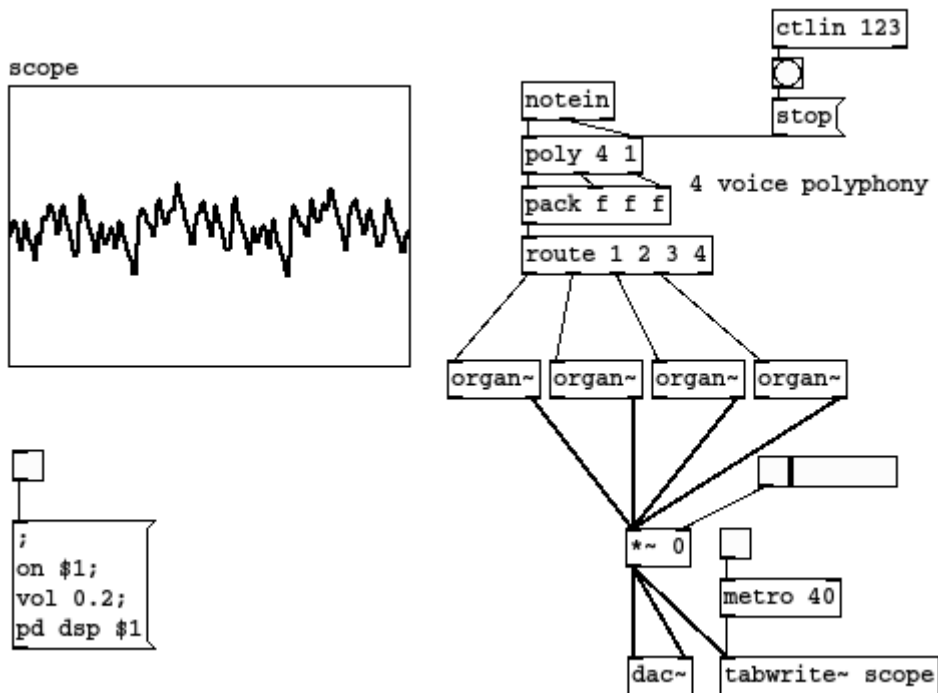 ctlin 123
scope
notein
stop
poly 4 1
4 voice polyphony
pack f f f
route 1 2 3 4
organ~ organ~ organ~ organ~
;
on $1;
vol 0.2;
pd dsp $1
*~ 0
metro 40
dac~
tabwrite~ scope